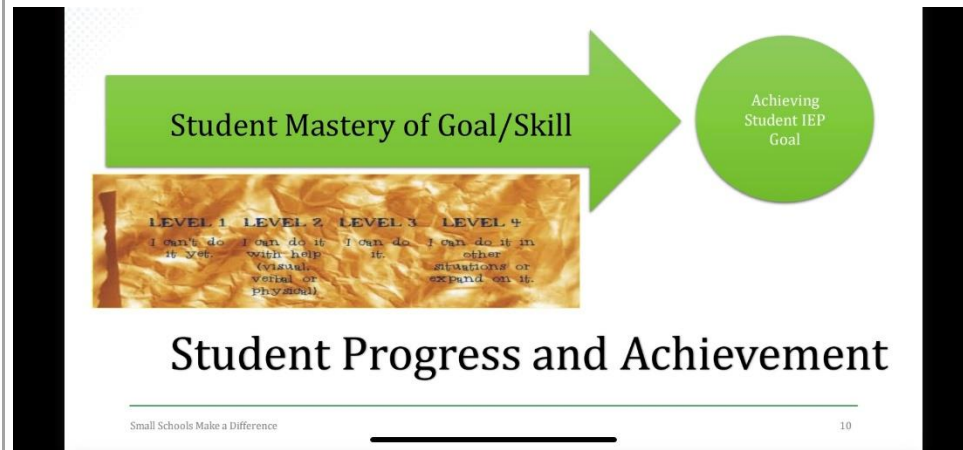 Student Mastery of Goal/Skill
Achieving
Student IEP
Goal
LEVEL 1
I can't do
it yet.
LEVEL 2
I can do it
with help
(visual,
verbal or
physical)
LEVEL 3
I can do
it.
LEVEL 4
I can do it in
other
situations or
expand on it.
Student Progress and Achievement
Small Schools Make a Difference
10